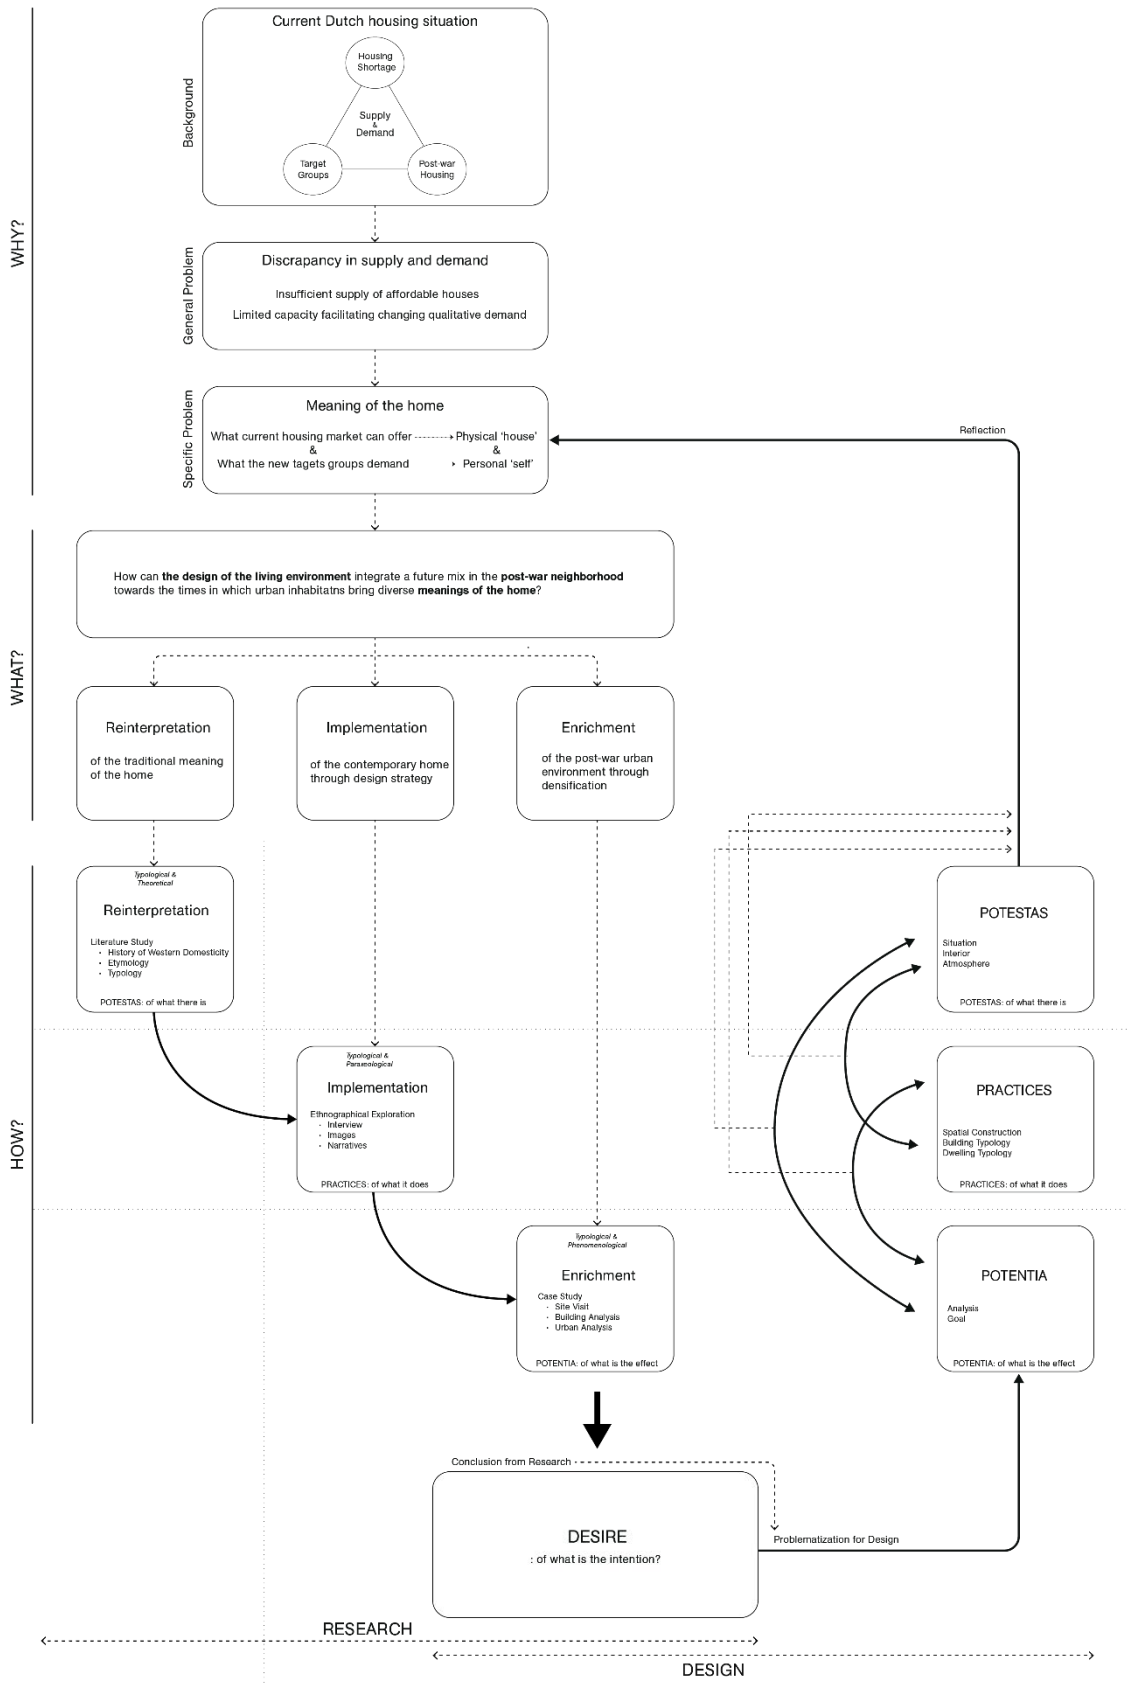 Current Dutch housing situation
Housing
Shortage
Supply
&
Demand
Target
Groups
Post-war
Housing
Background
Discrapancy in supply and demand
Insufficient supply of affordable houses
Limited capacity facilitating changing qualitative demand
General Problem
WHY?
Meaning of the home
What current housing market can offer
Physical ‘house’
&
&
What the new tagets groups demand
Personal ‘self’
Specific Problem
Reflection
How can the design of the living environment integrate a future mix in the post-war neighborhood
towards the times in which urban inhabitatns bring diverse meanings of the home?
WHAT?
Reinterpretation
of the traditional meaning
of the home
Implementation
of the contemporary home
through design strategy
Enrichment
of the post-war urban
environment through
densification
Typological &
Theoretical
Reinterpretation
Literature Study
· History of Western Domesticity
· Etymology
· Typology
POTESTAS: of what there is
POTESTAS
Situation
Interior
Atmosphere
POTESTAS: of what there is
HOW?
Typological &
Implementation
Ethnographical Exploration
· Interview
· Images
· Narratives
PRACTICES: of what it does
PRACTICES
Spatial Construction
Building Typology
Dwelling Typology
PRACTICES: of what it does
Typological &
Phenomenological
Enrichment
Case Study
· Site Visit
· Building Analysis
· Urban Analysis
POTENTIA: of what is the effect
POTENTIA
Analysis
Goal
POTENTIA: of what is the effect
Conclusion from Research
DESIRE
: of what is the intention?
Problematization for Design
RESEARCH
DESIGN